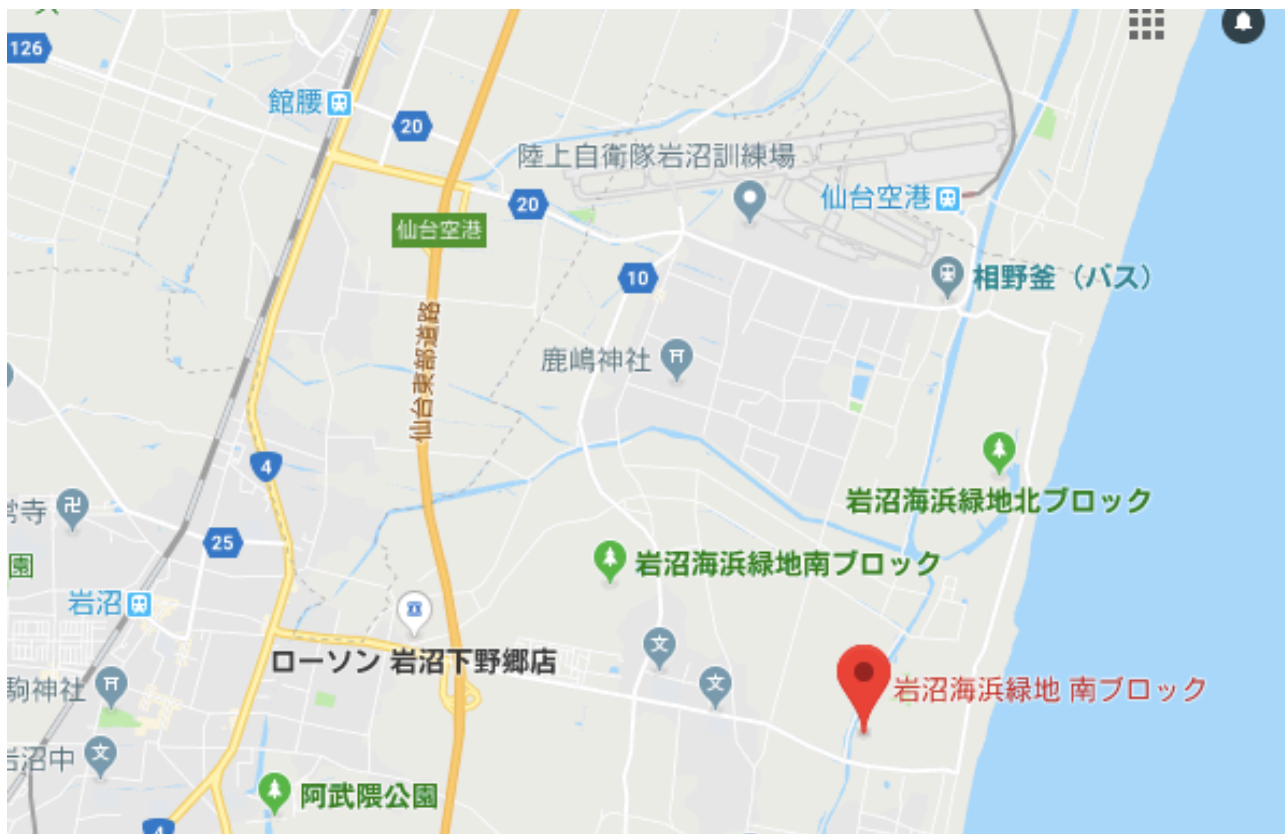 126
館腰
20
陸上自衛隊岩沼訓練場
20
仙台空港
仙台空港
10
相野釜（バス）
仙台東部道路
鹿嶋神社
4
岩沼海浜緑地北ブロック
寺
25
園
岩沼海浜緑地南ブロック
岩沼
ローソン 岩沼下野郷店
文
文
岩沼海浜緑地 南ブロック
駒神社
沼中
文
阿武隈公園
4